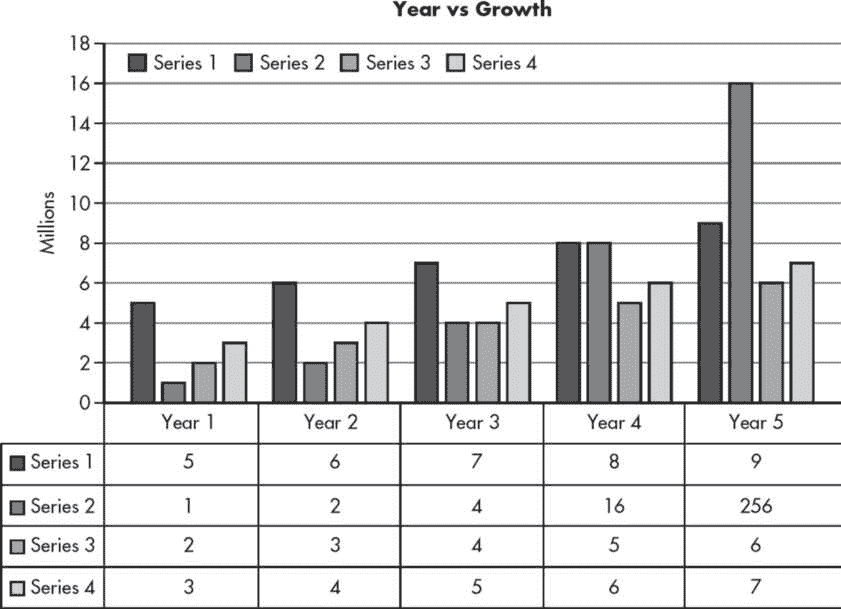 Year vs Growth
18
Series 1 Series 2 Series 3 Series 4
16
14
12
10
8
6
4
2
0
Millions
Year 1 Year 2 Year 3 Year 4 Year 5
Series 1 5 6 7 8 9
Series 2 1 2 4 16 256
Series 3 2 3 4 5 6
Series 4 3 4 5 6 7